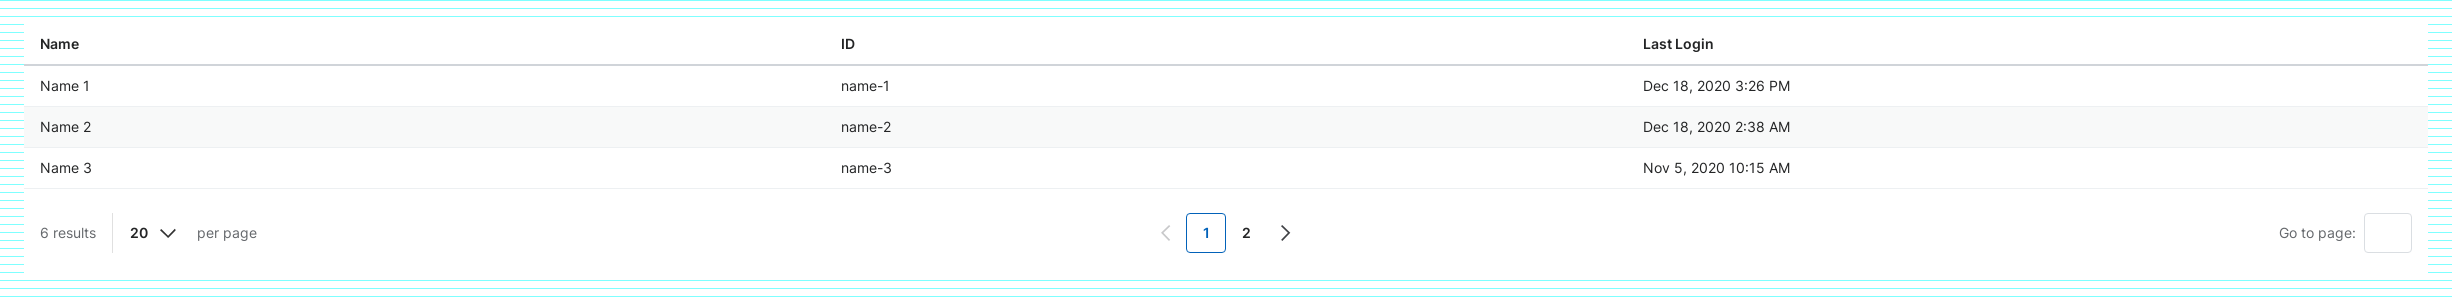 Name ID Last Login
Name 1 name-1 Dec 18, 2020 3:26 PM
Name 2 name-2 Dec 18, 2020 2:38 AM
Name 3 name-3 Nov 5, 2020 10:15 AM
6 results 20 per page 1 2 Go to page: